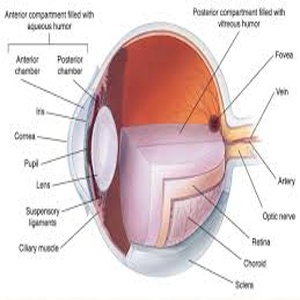 Anterior compartment filled with
aqueous humor
Anterior
chamber
Posterior
chamber
Iris
Cornea
Pupil
Lens
Suspensory
ligaments
Ciliary muscle
Posterior compartment filled with
vitreous humor
Fovea
Vein
Artery
Optic nerve
Retina
Choroid
Sclera